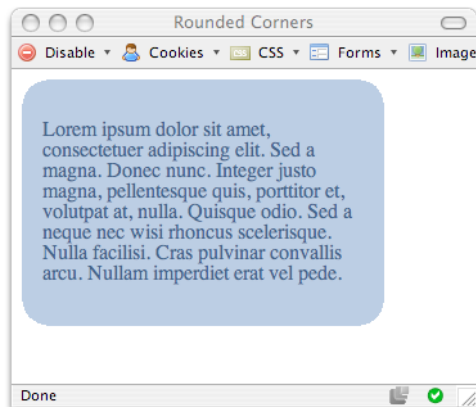 Rounded Corners
Disable Cookies CSS Forms Image
Lorem ipsum dolor sit amet,
consectetuer adipiscing elit. Sed a
magna. Donec nunc. Integer justo
magna, pellentesque quis, porttitor et,
volutpat at, nulla. Quisque odio. Sed a
neque nec wisi rhoncus scelerisque.
Nulla facilisi. Cras pulvinar convallis
arcu. Nullam imperdiet erat vel pede.
Done